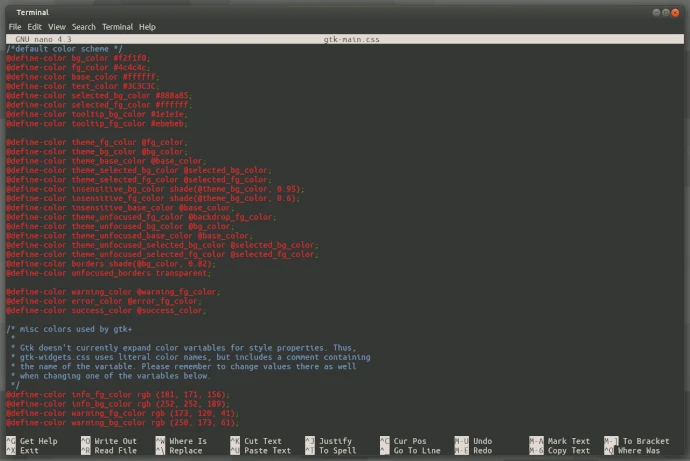 Terminal
File Edit View Search Terminal Help
GNU nano 4.3 gtk-main.css
/*default color scheme */
@define-color bg_color #f2f1f0;
@define-color fg_color #4c4c4c;
@define-color base_color #ffffff;
@define-color text_color #3C3C3C;
@define-color selected_bg_color
@define-color selected_fg_color #ffffff;
@define-color tooltip_bg_color #1e1e1e;
@define-color tooltip_fg_color #ebebeb;
@define-color theme_fg_color @fg_color;
@define-color theme_bg_color @bg_color;
@define-color theme_base_color @base_color;
@define-color theme_selected_bg_color @selected_bg_color;
@define-color theme_selected_fg_color @selected_fg_color;
@define-color insensitive_bg_color shade(@theme_bg_color, 0.95);
@define-color insensitive_fg_color shade(@theme_bg_color, 0.6);
@define-color insensitive_base_color @base_color;
@define-color theme_unfocused_fg_color @backdrop_fg_color;
@define-color theme_unfocused_bg_color @bg_color;
@define-color theme_unfocused_base_color @base_color;
@define-color theme_unfocused_selected_bg_color @selected_bg_color;
@define-color theme_unfocused_selected_fg_color @selected_fg_color;
@define-color borders shade(@bg_color, 0.82);
@define-color unfocused_borders transparent;
@define-color warning_color @warning_fg_color;
@define-color error_color @error_fg_color;
@define-color success_color @success_color;
/* misc colors used by gtk+
*
* Gtk doesn't currently expand color variables for style properties. Thus,
* gtk-widgets.css uses literal color names, but includes a comment containing
* the name of the variable. Please remember to change values there as well
* when changing one of the variables below.
*/
@define-color info_fg_color rgb (181, 171, 156);
@define-color info_bg_color rgb (252, 252, 189);
@define-color warning_fg_color rgb (173, 120, 41);
@define-color warning_bg_color rgb (250, 173, 61);
^G Get Help ^O Write Out ^W Where Is ^K Cut Text ^J Justify ^C Cur Pos M-U Undo M-A Mark Text M-] To Bracket
^X Exit ^R Read File ^\ Replace ^U Paste Text ^T To Spell ^_ Go To Line M-E Redo M-6 Copy Text ^Q Where Was